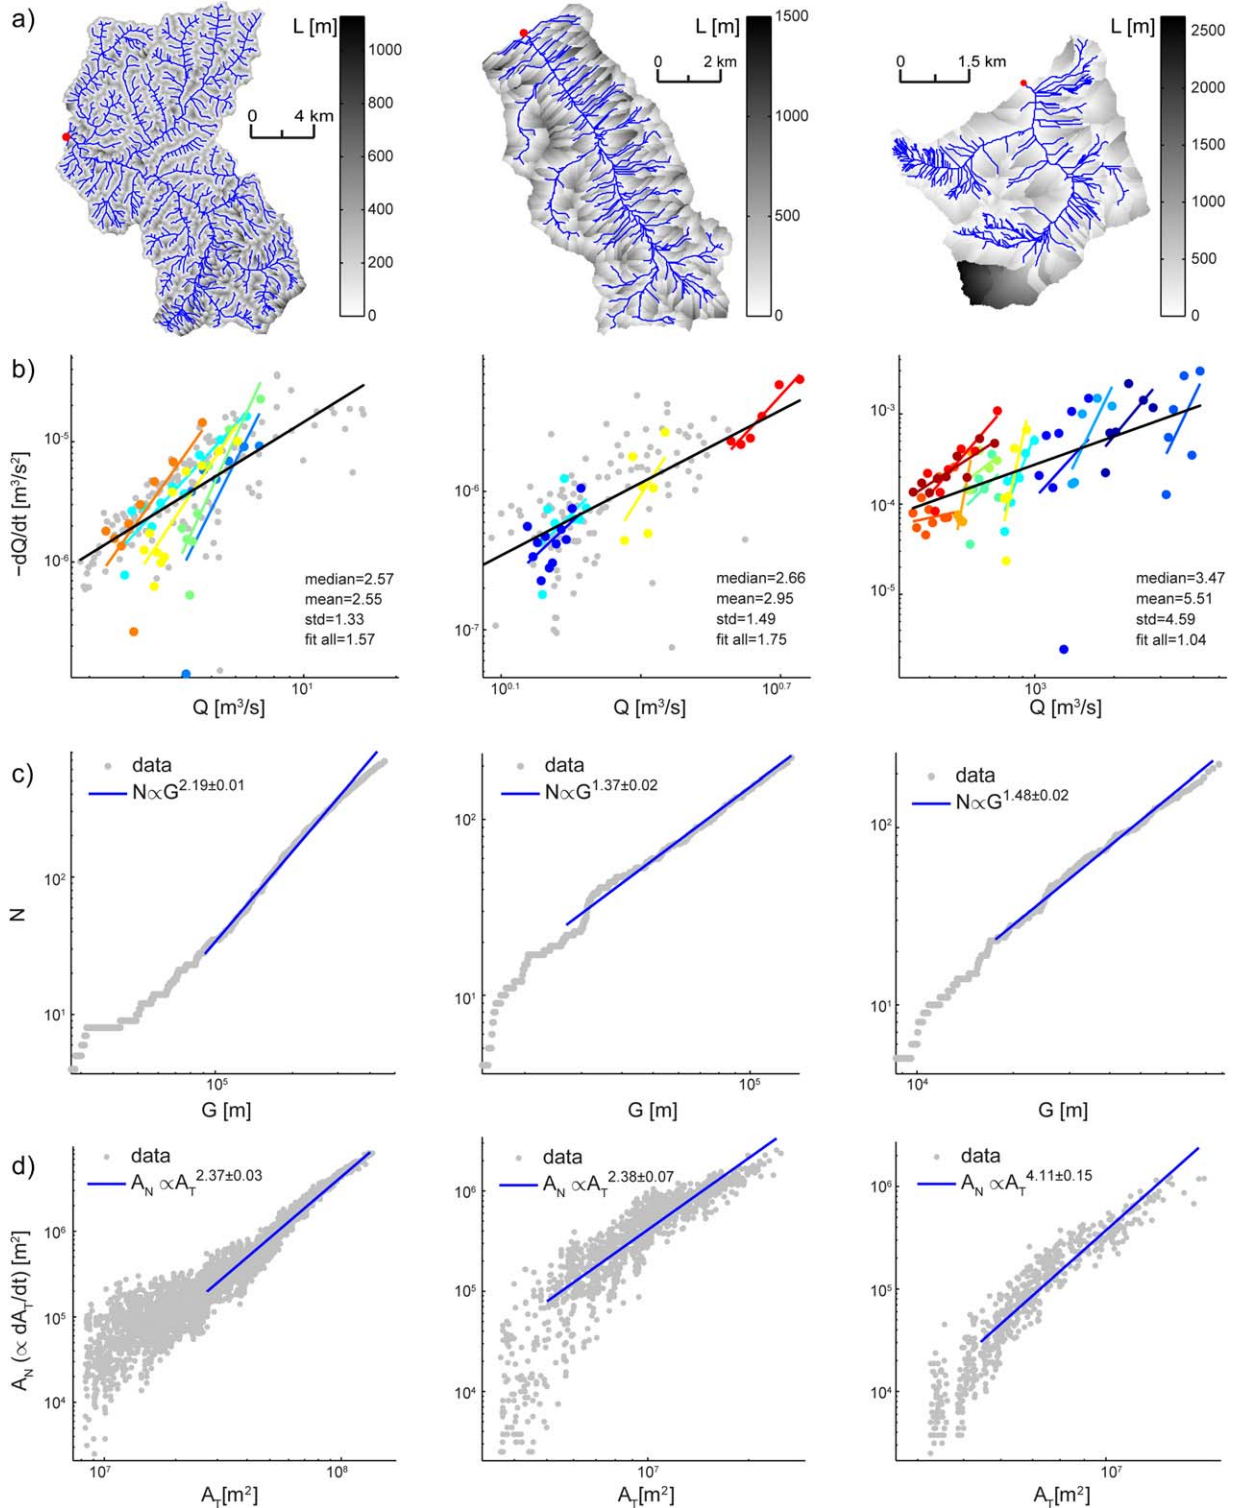 a)
L [m]
1000
800
600
400
200
0
0 4 km
L [m]
1500
1000
500
0
0 2 km
L [m]
2500
2000
1500
1000
500
0
0 1.5 km
b)
−dQ/dt [m³/s²]
10⁻⁵
10⁻⁶
median=2.57
mean=2.55
std=1.33
fit all=1.57
10¹
Q [m³/s]
10⁻⁶
10⁻⁷
median=2.66
mean=2.95
std=1.49
fit all=1.75
10⁰·¹
10⁰·⁷
Q [m³/s]
10⁻³
10⁻⁴
10⁻⁵
median=3.47
mean=5.51
std=4.59
fit all=1.04
10³
Q [m³/s]
c)
N
data
N∝G^2.19±0.01
10²
10¹
10⁵
G [m]
data
N∝G^1.37±0.02
10²
10¹
10⁵
G [m]
data
N∝G^1.48±0.02
10²
10¹
10⁴
G [m]
d)
A_N (∝ dA_T/dt) [m²]
data
A_N ∝A_T^2.37±0.03
10⁶
10⁵
10⁴
10⁷
10⁸
A_T[m²]
data
A_N ∝A_T^2.38±0.07
10⁶
10⁵
10⁴
10⁷
A_T[m²]
data
A_N ∝A_T^4.11±0.15
10⁶
10⁵
10⁴
10⁷
A_T[m²]